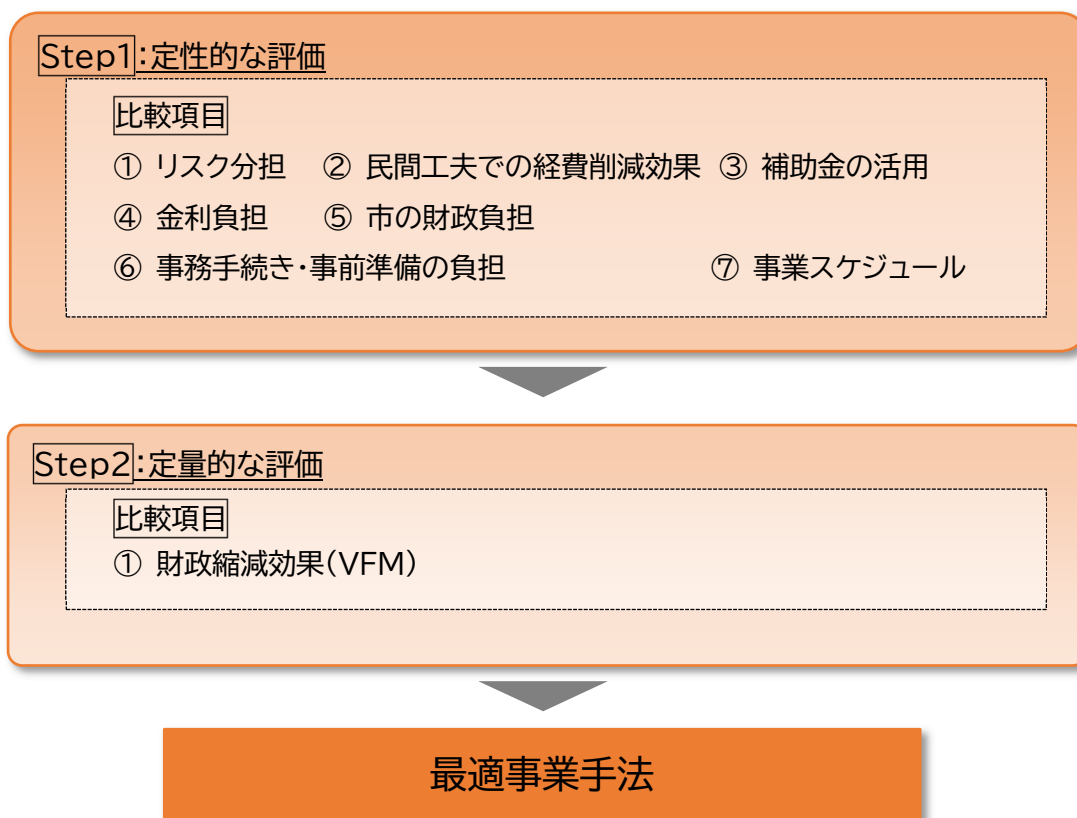 Step1:定性的な評価
比較項目
① リスク分担 ② 民間工夫での経費削減効果 ③ 補助金の活用
④ 金利負担 ⑤ 市の財政負担
⑥ 事務手続き・事前準備の負担 ⑦ 事業スケジュール
Step2:定量的な評価
比較項目
① 財政縮減効果(VFM)
最適事業手法